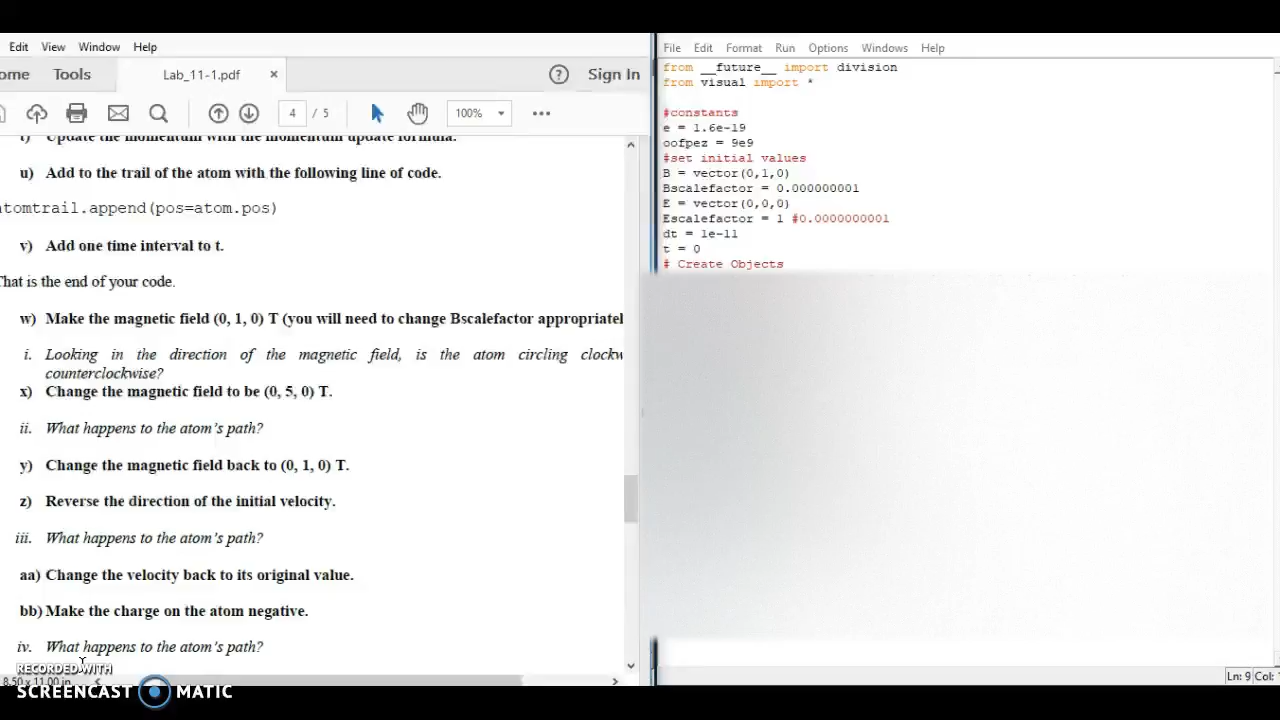 Edit View Window Help
ome Tools Lab_11-1.pdf × ? Sign In
4 / 5 100%
t) Update the momentum with the momentum update formula.
u) Add to the trail of the atom with the following line of code.
atomtrail.append(pos=atom.pos)
v) Add one time interval to t.
That is the end of your code.
w) Make the magnetic field (0, 1, 0) T (you will need to change Bscalefactor appropriatel
i. Looking in the direction of the magnetic field, is the atom circling clockw
counterclockwise?
x) Change the magnetic field to be (0, 5, 0) T.
ii. What happens to the atom's path?
y) Change the magnetic field back to (0, 1, 0) T.
z) Reverse the direction of the initial velocity.
iii. What happens to the atom's path?
aa) Change the velocity back to its original value.
bb) Make the charge on the atom negative.
iv. What happens to the atom's path?
8.50 x 11.00 in
RECORDED WITH
SCREENCAST MATIC
File Edit Format Run Options Windows Help
from __future__ import division
from visual import *
#constants
e = 1.6e-19
oofpez = 9e9
#set initial values
B = vector(0,1,0)
Bscalefactor = 0.000000001
E = vector(0,0,0)
Escalefactor = 1 #0.0000000001
dt = 1e-11
t = 0
# Create Objects
Ln: 9 Col: